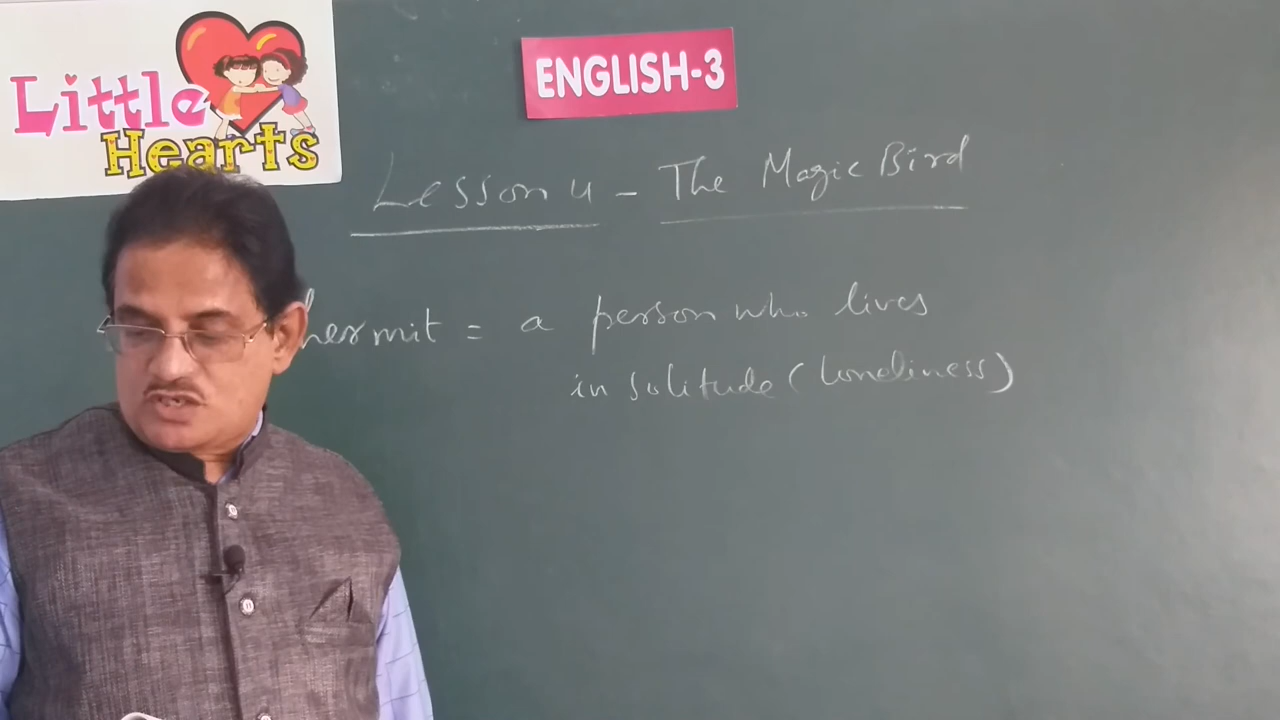 Little
Hearts
ENGLISH-3
Lesson 4 - The Magic Bird
hermit = a person who lives
in solitude (loneliness)